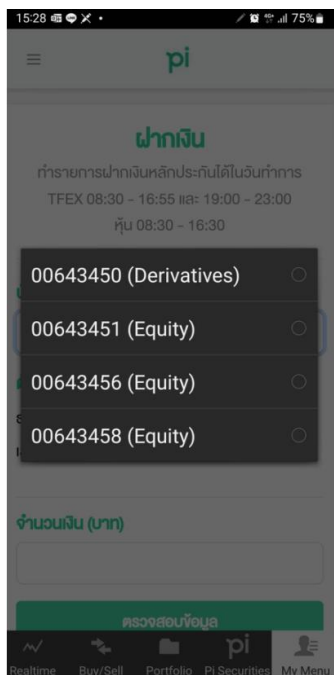 15:28
75%
pi
ฝากเงิน
ทำรายการฝากเงินหลักประกันได้ในวันทำการ
TFEX 08:30 - 16:55 และ 19:00 - 23:00
หุ้น 08:30 - 16:30
00643450 (Derivatives)
00643451 (Equity)
00643456 (Equity)
00643458 (Equity)
จำนวนเงิน (บาท)
ตรวจสอบข้อมูล
pi
Realtime Buy/Sell Portfolio Pi Securities My Menu